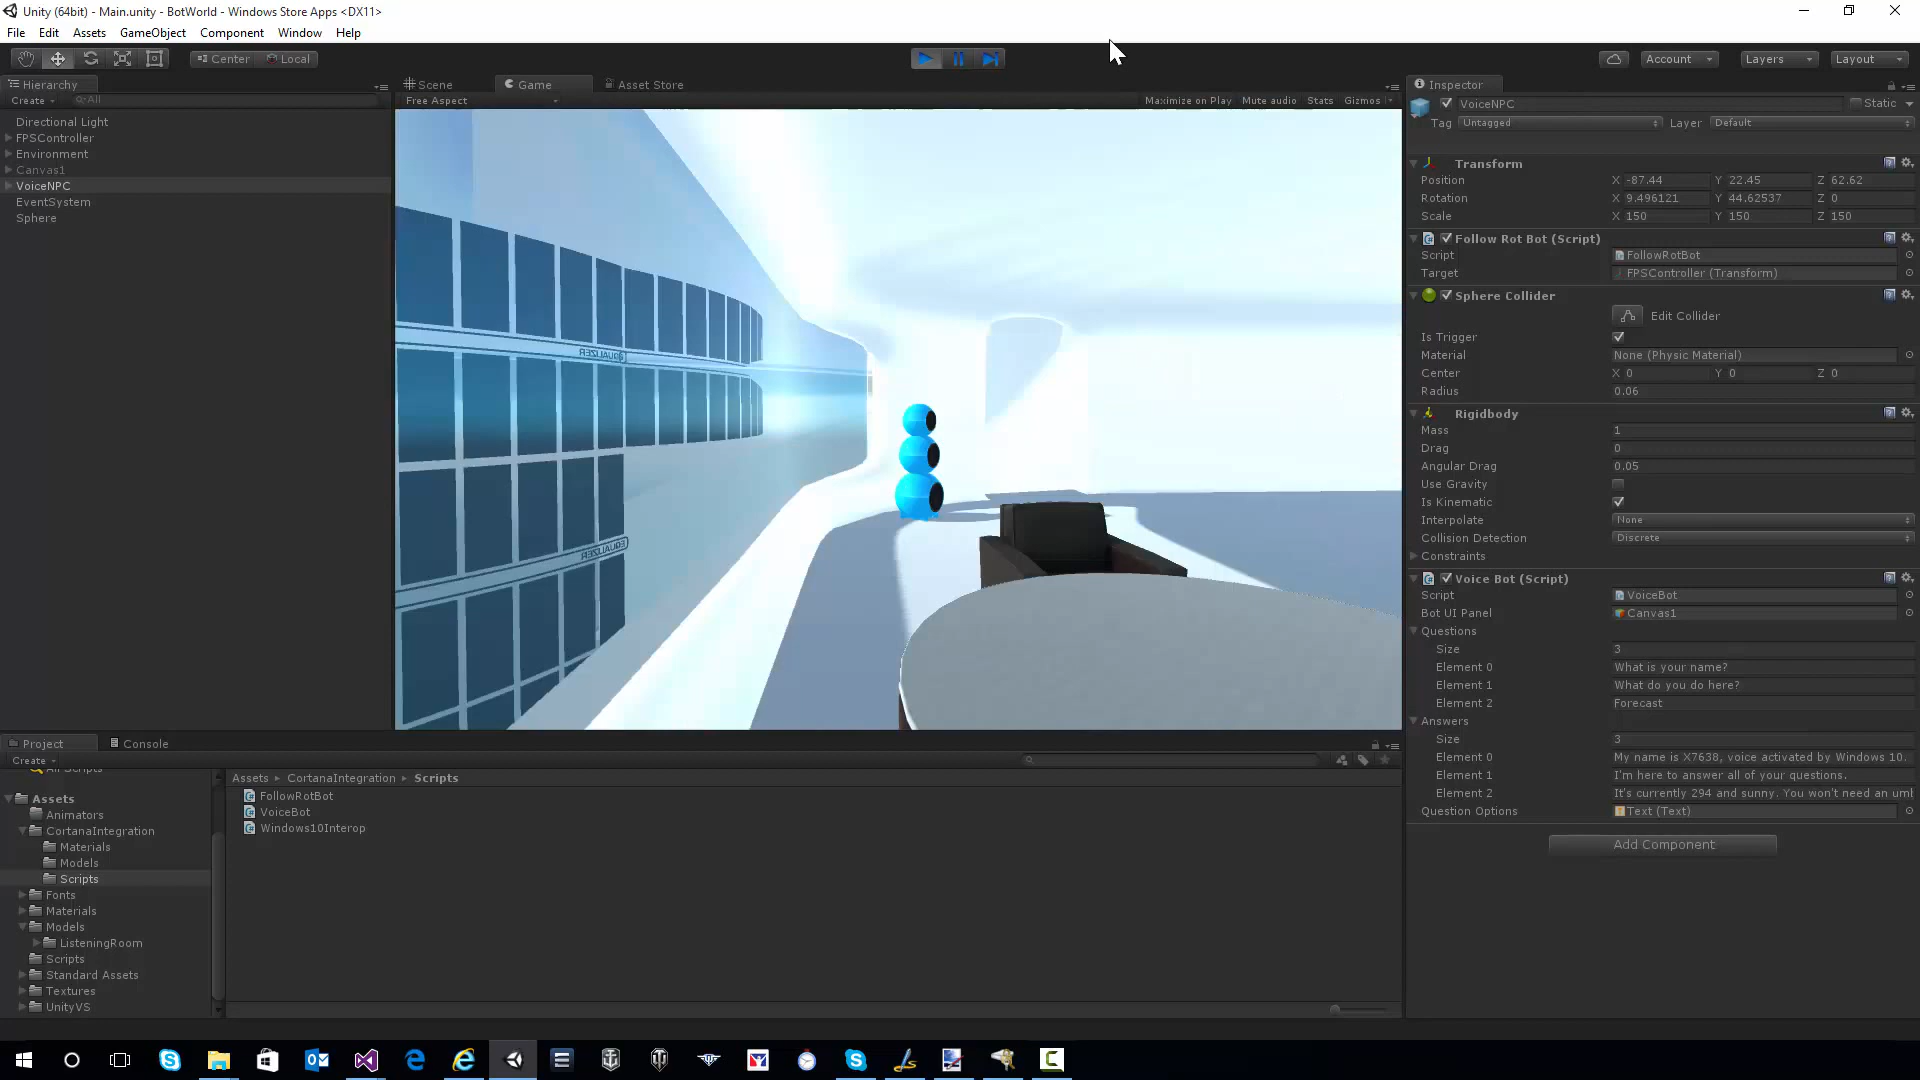 Unity (64bit) - Main.unity - BotWorld - Windows Store Apps <DX11>
File Edit Assets GameObject Component Window Help
Center Local
Account Layers Layout
Hierarchy
Create All
Directional Light
FPSController
Environment
Canvas1
VoiceNPC
EventSystem
Sphere
Scene Game Asset Store
Free Aspect Maximize on Play Mute audio Stats Gizmos
EQUALIZER
EQUALIZER
Inspector
VoiceNPC Static
Tag Untagged Layer Default
Transform
Position X -87.44 Y 22.45 Z 62.62
Rotation X 9.496121 Y 44.62537 Z 0
Scale X 150 Y 150 Z 150
Follow Rot Bot (Script)
Script FollowRotBot
Target FPSController (Transform)
Sphere Collider
Edit Collider
Is Trigger
Material None (Physic Material)
Center X 0 Y 0 Z 0
Radius 0.06
Rigidbody
Mass 1
Drag 0
Angular Drag 0.05
Use Gravity
Is Kinematic
Interpolate None
Collision Detection Discrete
Constraints
Voice Bot (Script)
Script VoiceBot
Bot UI Panel Canvas1
Questions
Size 3
Element 0 What is your name?
Element 1 What do you do here?
Element 2 Forecast
Answers
Size 3
Element 0 My name is X7638, voice activated by Windows 10.
Element 1 I'm here to answer all of your questions.
Element 2 It's currently 294 and sunny. You won't need an uml
Question Options Text (Text)
Add Component
Project Console
Create
All Scripts
Assets
Animators
CortanaIntegration
Materials
Models
Scripts
Fonts
Materials
Models
ListeningRoom
Scripts
Standard Assets
Textures
UnityVS
Assets CortanaIntegration Scripts
FollowRotBot
VoiceBot
Windows10Interop